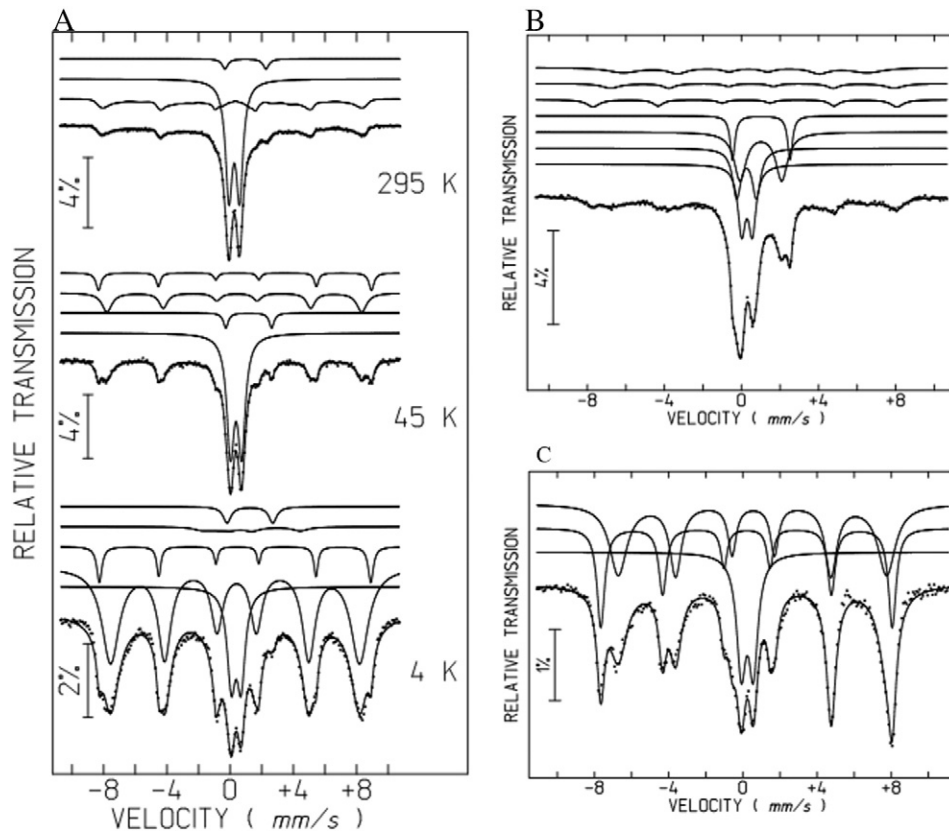 A
RELATIVE TRANSMISSION
4%
295 K
4%
45 K
2%
4 K
-8 -4 0 +4 +8
VELOCITY ( mm/s )
B
RELATIVE TRANSMISSION
4%
-8 -4 0 +4 +8
VELOCITY ( mm/s )
C
RELATIVE TRANSMISSION
1%
-8 -4 0 +4 +8
VELOCITY ( mm/s )